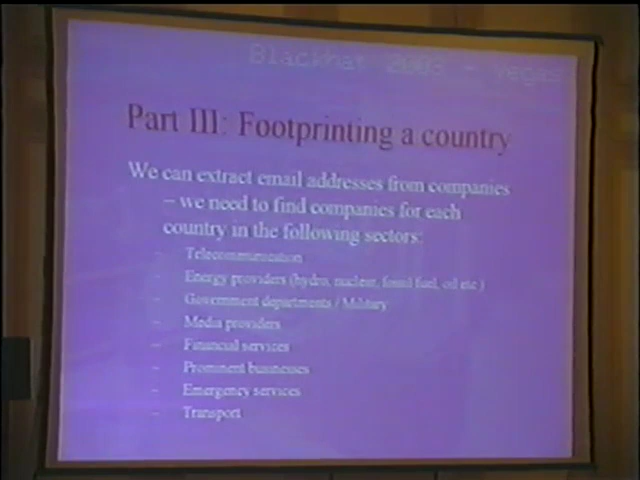 Blackhat 2003 - Vegas
Part III: Footprinting a country
We can extract email addresses from companies
– we need to find companies for each
country in the following sectors:
– Telecommunication
– Energy providers (hydro, nuclear, fossil fuel, oil etc.)
– Government departments / Military
– Media providers
– Financial services
– Prominent businesses
– Emergency services
– Transport